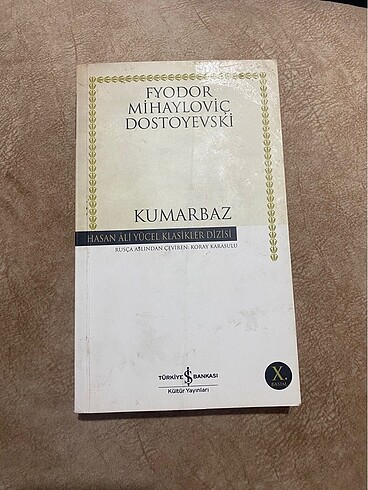 FYODOR
MİHAYLOVİÇ
DOSTOYEVSKİ
KUMARBAZ
HASAN ÂLİ YÜCEL KLASİKLER DİZİSİ
RUSÇA ASLINDAN ÇEVİREN: KORAY KARASULU
X.
BASIM
TÜRKİYE İŞ BANKASI
Kültür Yayınları